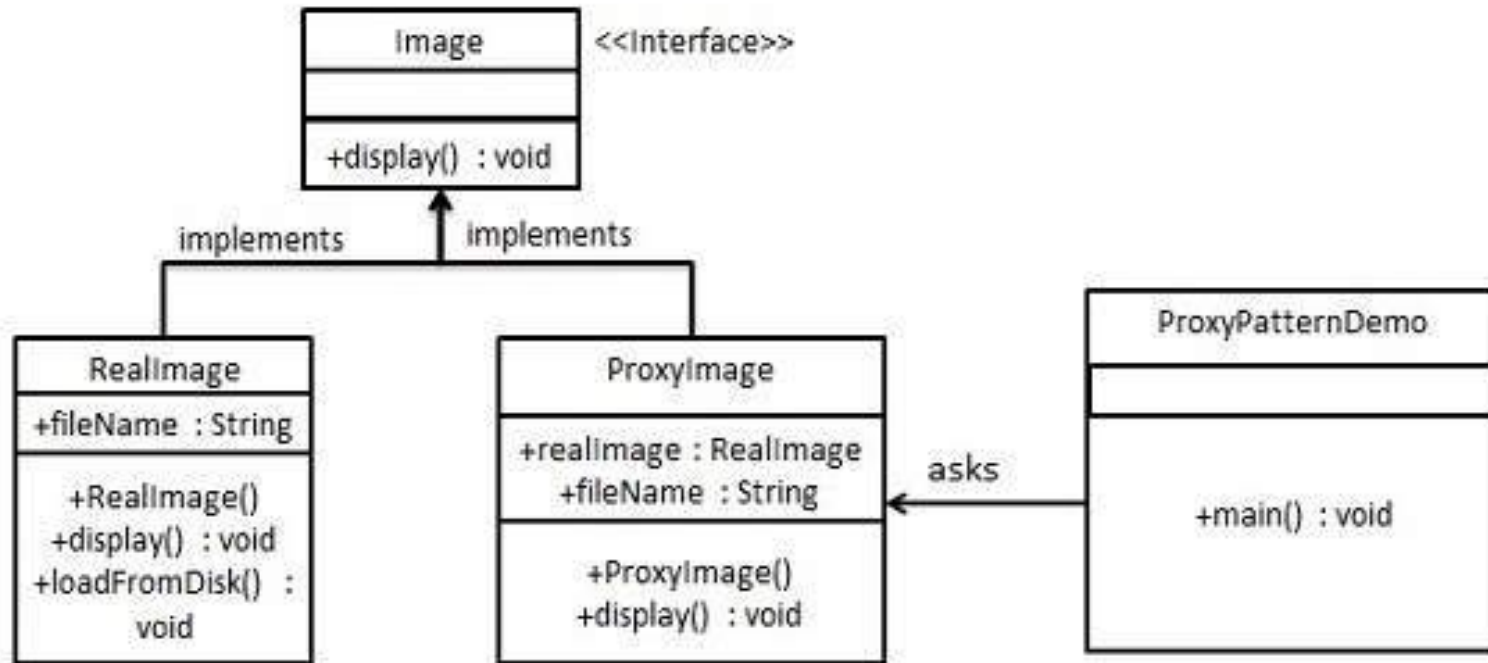 Image
<<Interface>>
+display() : void
implements
implements
RealImage
+fileName : String
+RealImage()
+display() : void
+loadFromDisk() :
void
ProxyImage
+realImage : RealImage
+fileName : String
+ProxyImage()
+display() : void
asks
ProxyPatternDemo
+main() : void